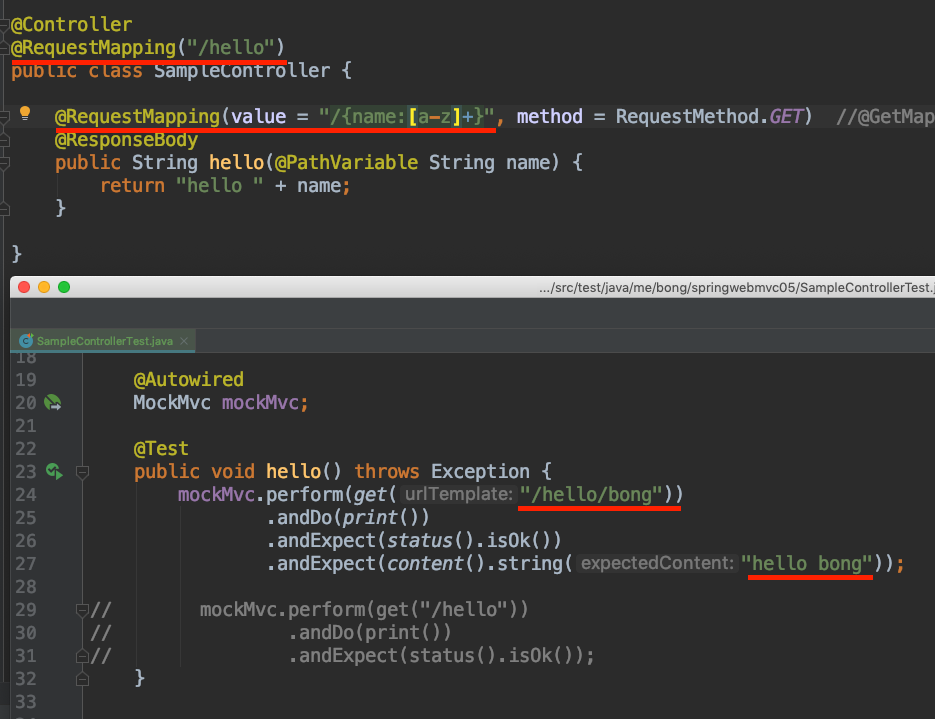 @Controller
@RequestMapping("/hello")
public class SampleController {
@RequestMapping(value = "/{name:[a-z]+}", method = RequestMethod.GET)  //@GetMap
@ResponseBody
public String hello(@PathVariable String name) {
return "hello " + name;
}
}
.../src/test/java/me/bong/springwebmvc05/SampleControllerTest.j
SampleControllerTest.java
18
19 @Autowired
20 MockMvc mockMvc;
21
22 @Test
23 public void hello() throws Exception {
24 mockMvc.perform(get( urlTemplate: "/hello/bong"))
25 .andDo(print())
26 .andExpect(status().isOk())
27 .andExpect(content().string( expectedContent: "hello bong"));
28
29 // mockMvc.perform(get("/hello"))
30 // .andDo(print())
31 // .andExpect(status().isOk());
32 }
33